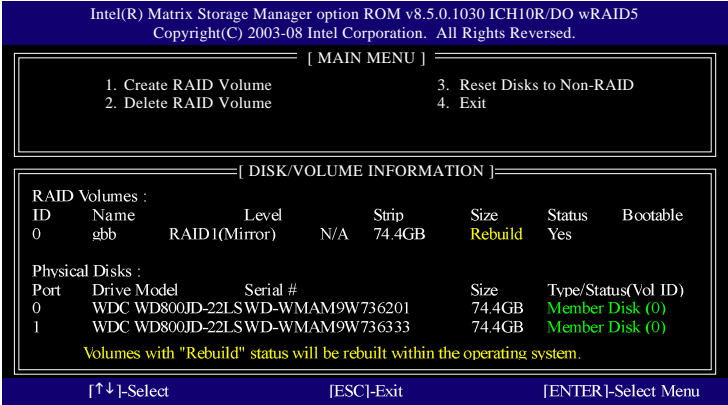 Intel(R) Matrix Storage Manager option ROM v8.5.0.1030 ICH10R/DO wRAID5
Copyright(C) 2003-08 Intel Corporation. All Rights Reversed.
[ MAIN MENU ]
1. Create RAID Volume 3. Reset Disks to Non-RAID
2. Delete RAID Volume 4. Exit
[ DISK/VOLUME INFORMATION ]
RAID Volumes :
ID Name Level Strip Size Status Bootable
0 gbb RAID1(Mirror) N/A 74.4GB Rebuild Yes
Physical Disks :
Port Drive Model Serial # Size Type/Status(Vol ID)
0 WDC WD800JD-22LS WD-WMAM9W736201 74.4GB Member Disk (0)
1 WDC WD800JD-22LS WD-WMAM9W736333 74.4GB Member Disk (0)
Volumes with "Rebuild" status will be rebuilt within the operating system.
[↑↓]-Select [ESC]-Exit [ENTER]-Select Menu